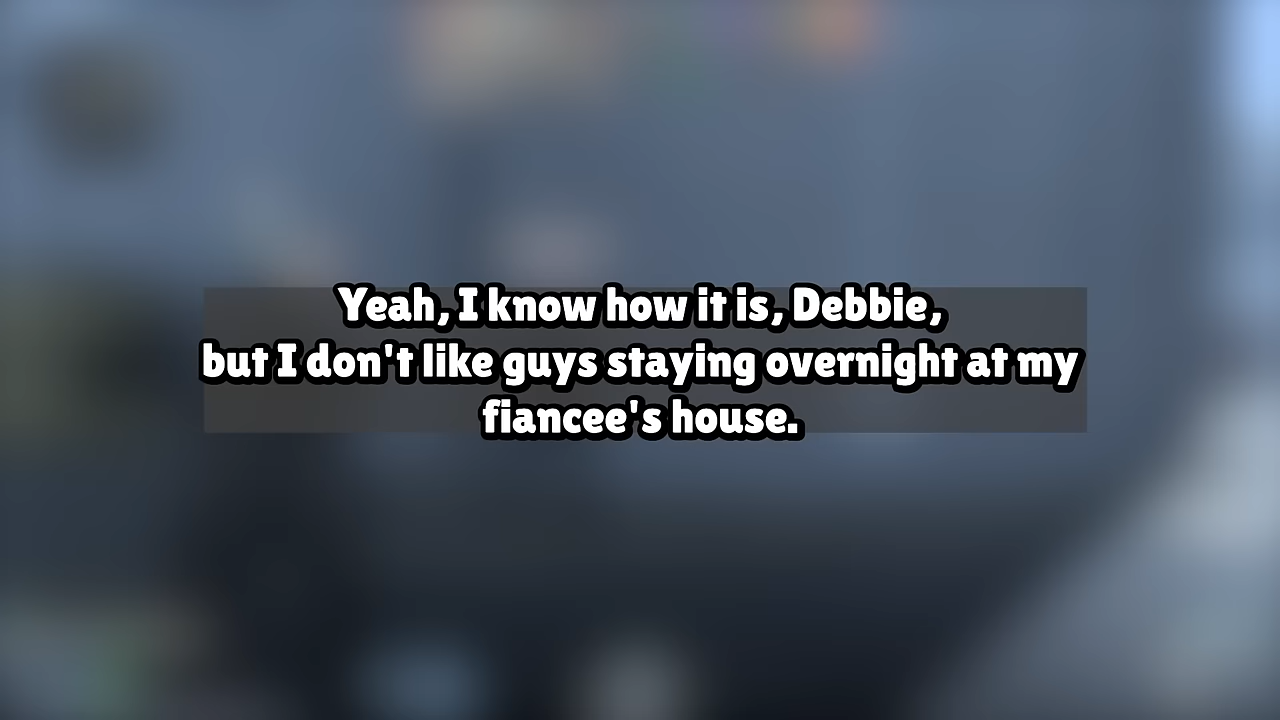 Yeah, I know how it is, Debbie,
but I don't like guys staying overnight at my
fiancee's house.